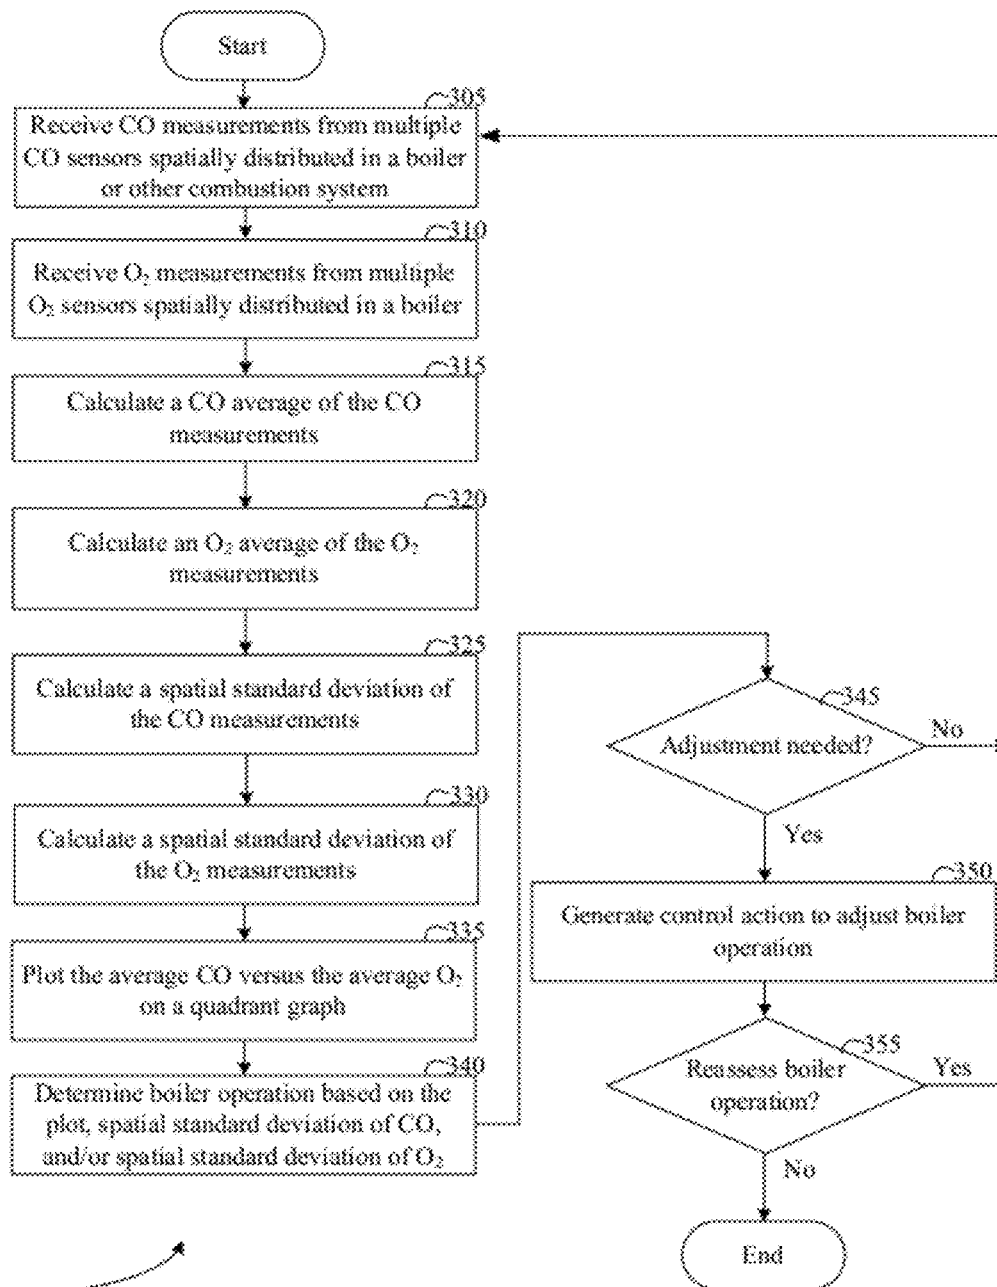 Start
305
Receive CO measurements from multiple
CO sensors spatially distributed in a boiler
or other combustion system
310
Receive O₂ measurements from multiple
O₂ sensors spatially distributed in a boiler
315
Calculate a CO average of the CO
measurements
320
Calculate an O₂ average of the O₂
measurements
325
Calculate a spatial standard deviation of
the CO measurements
330
Calculate a spatial standard deviation of
the O₂ measurements
335
Plot the average CO versus the average O₂
on a quadrant graph
340
Determine boiler operation based on the
plot, spatial standard deviation of CO,
and/or spatial standard deviation of O₂
345
Adjustment needed?
No
Yes
350
Generate control action to adjust boiler
operation
355
Reassess boiler
operation?
Yes
No
End